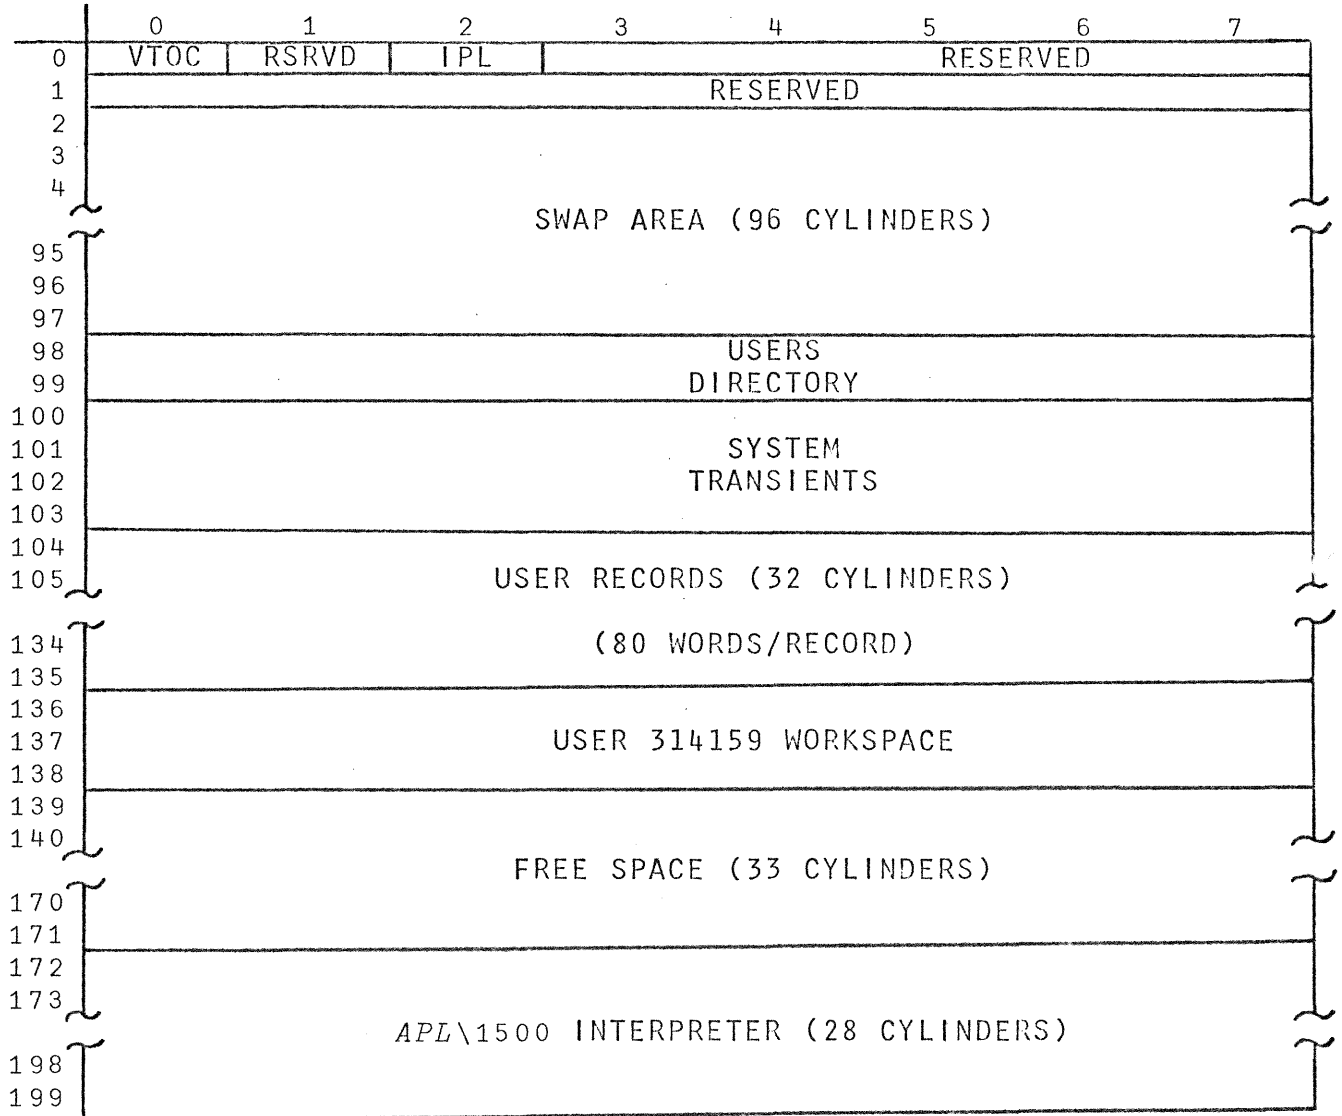 0 1 2 3 4 5 6 7
0 VTOC RSRVD IPL RESERVED
1 RESERVED
2
3
4
SWAP AREA (96 CYLINDERS)
95
96
97
98 USERS
99 DIRECTORY
100
101 SYSTEM
102 TRANSIENTS
103
104
105 USER RECORDS (32 CYLINDERS)
134 (80 WORDS/RECORD)
135
136
137 USER 314159 WORKSPACE
138
139
140
FREE SPACE (33 CYLINDERS)
170
171
172
173
APL\1500 INTERPRETER (28 CYLINDERS)
198
199